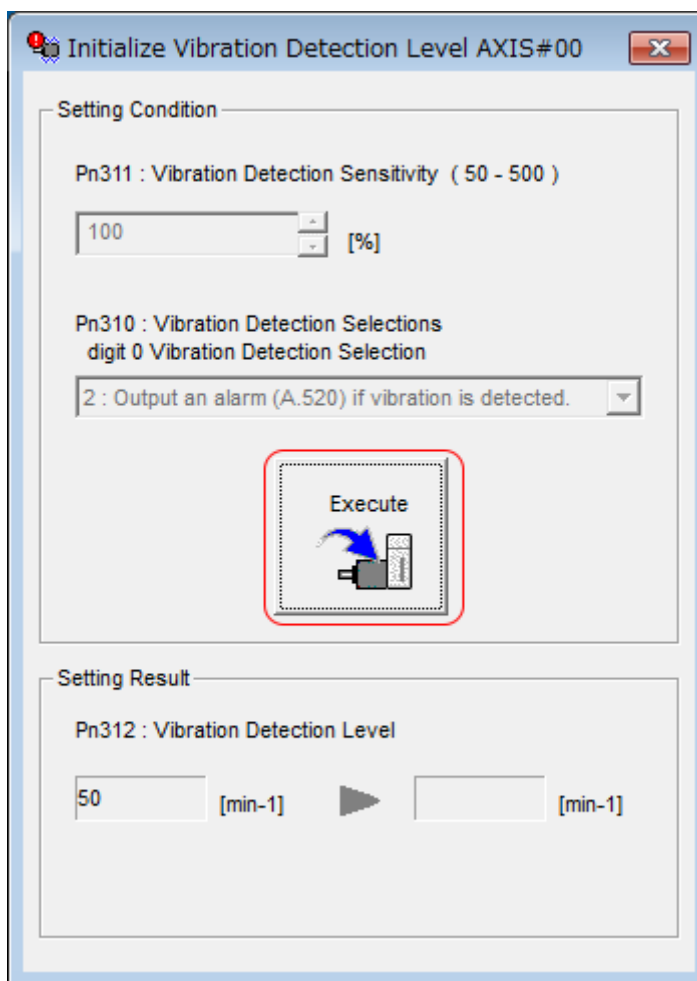 Initialize Vibration Detection Level AXIS#00
Setting Condition
Pn311 : Vibration Detection Sensitivity ( 50 - 500 )
100
[%]
Pn310 : Vibration Detection Selections
digit 0 Vibration Detection Selection
2 : Output an alarm (A.520) if vibration is detected.
Execute
Setting Result
Pn312 : Vibration Detection Level
50 [min-1] [min-1]